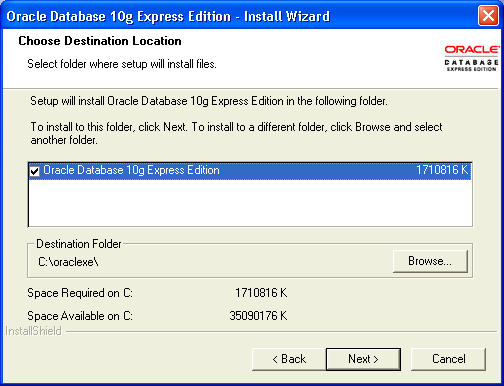 Oracle Database 10g Express Edition - Install Wizard
Choose Destination Location
Select folder where setup will install files.
ORACLE
DATABASE
EXPRESS EDITION
Setup will install Oracle Database 10g Express Edition in the following folder.
To install to this folder, click Next. To install to a different folder, click Browse and select
another folder.
Oracle Database 10g Express Edition 1710816 K
Destination Folder
C:\oraclexe\
Browse...
Space Required on C: 1710816 K
Space Available on C: 35090176 K
InstallShield
< Back Next > Cancel